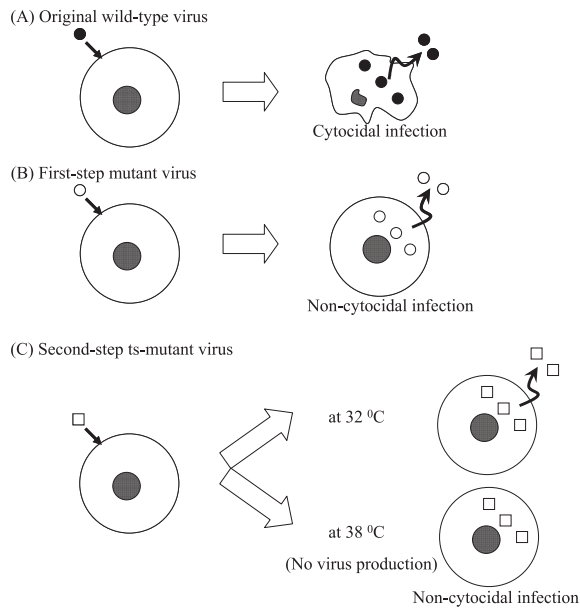 (A) Original wild-type virus
Cytocidal infection
(B) First-step mutant virus
Non-cytocidal infection
(C) Second-step ts-mutant virus
at 32 ⁰C
at 38 ⁰C
(No virus production)
Non-cytocidal infection